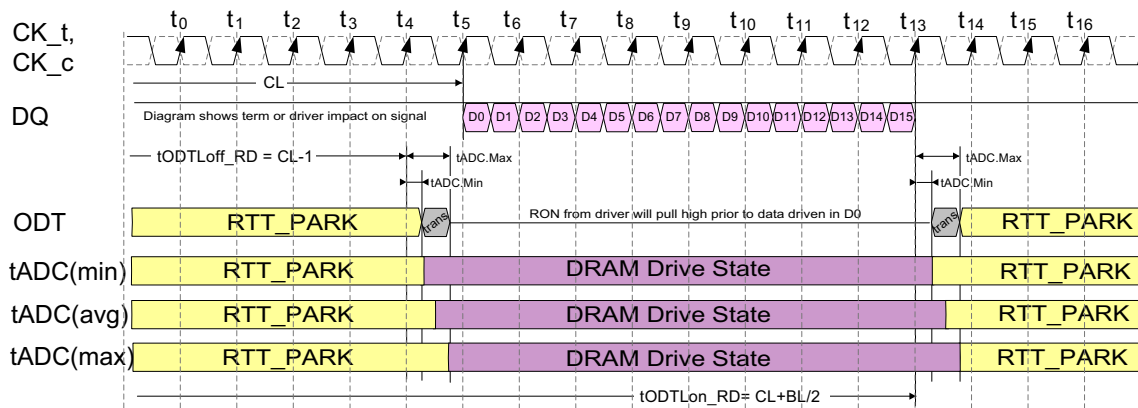 t0 t1 t2 t3 t4 t5 t6 t7 t8 t9 t10 t11 t12 t13 t14 t15 t16
CK_t,
CK_c
CL
DQ
Diagram shows term or driver impact on signal
D0 D1 D2 D3 D4 D5 D6 D7 D8 D9 D10 D11 D12 D13 D14 D15
tODTLoff_RD = CL-1
tADC.Max
tADC.Max
tADC.Min
tADC.Min
ODT
RTT_PARK
trans
RON from driver will pull high prior to data driven in D0
trans
RTT_PARK
tADC(min)
RTT_PARK
DRAM Drive State
RTT_PARK
tADC(avg)
RTT_PARK
DRAM Drive State
RTT_PARK
tADC(max)
RTT_PARK
DRAM Drive State
RTT_PARK
tODTLon_RD= CL+BL/2